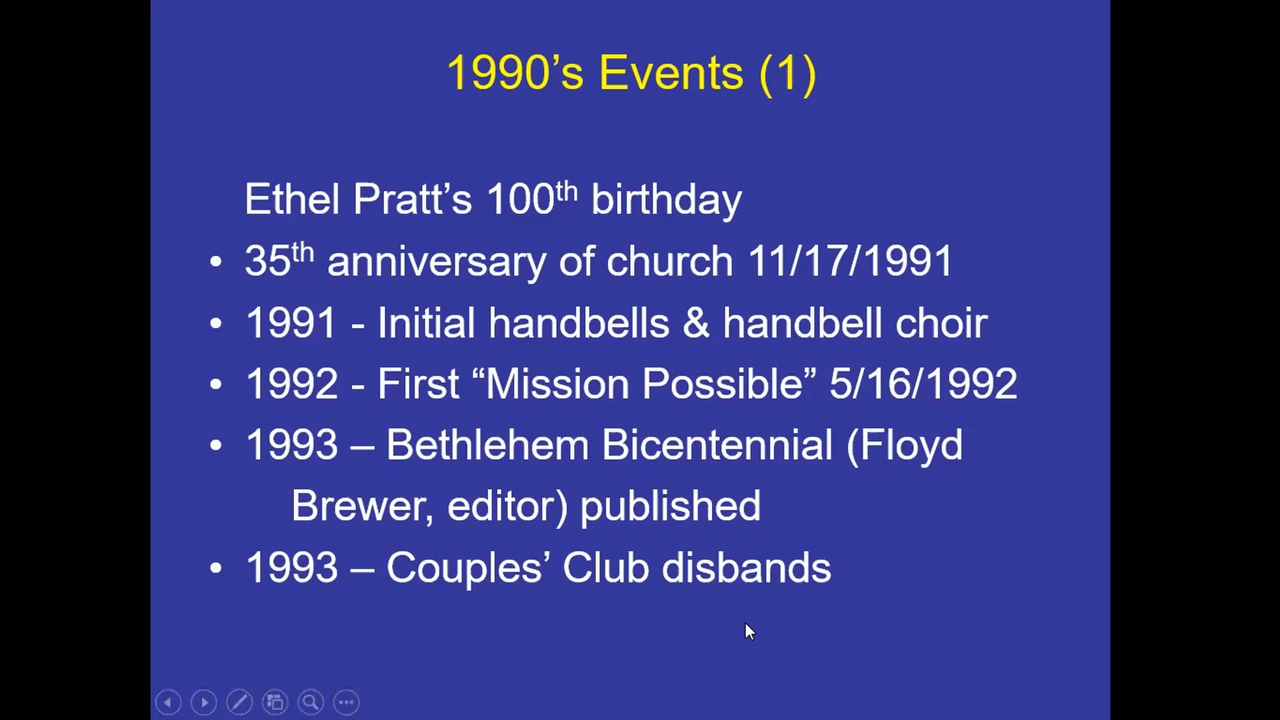 1990’s Events (1)
Ethel Pratt’s 100th birthday
• 35th anniversary of church 11/17/1991
• 1991 - Initial handbells & handbell choir
• 1992 - First “Mission Possible” 5/16/1992
• 1993 – Bethlehem Bicentennial (Floyd
Brewer, editor) published
• 1993 – Couples’ Club disbands